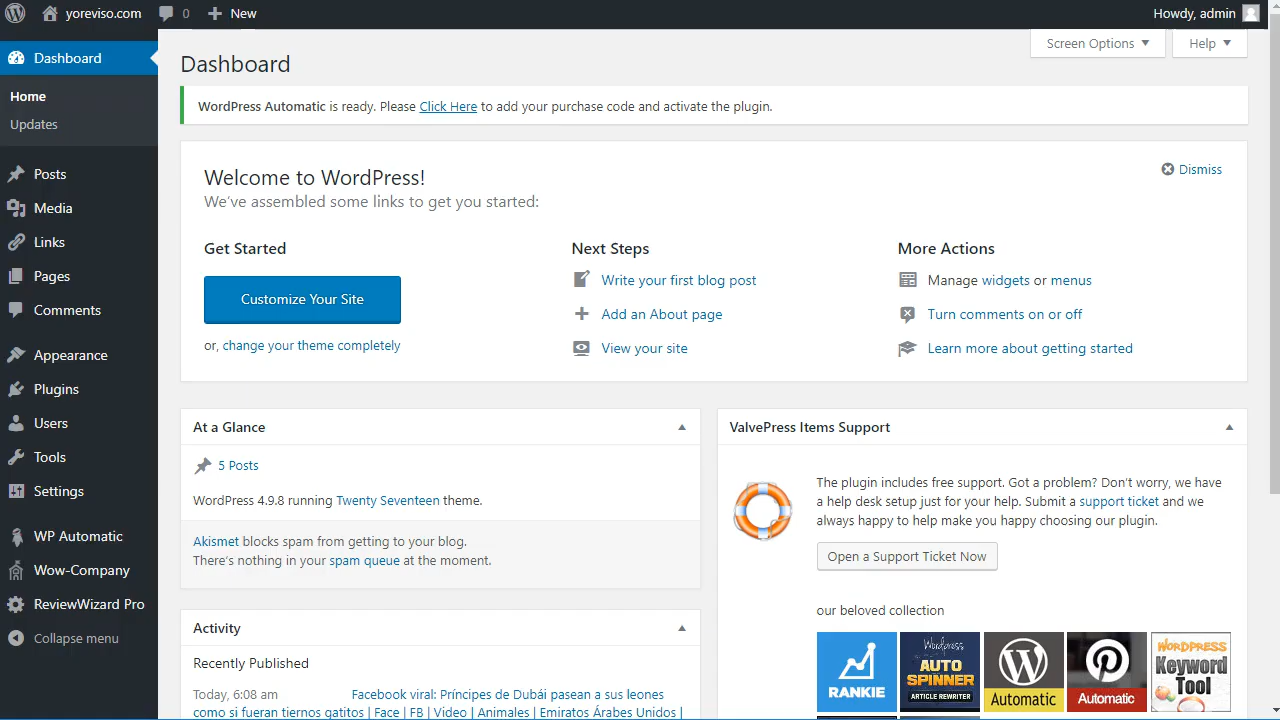 yoreviso.com
0
New
Howdy, admin
Dashboard
Home
Updates
Posts
Media
Links
Pages
Comments
Appearance
Plugins
Users
Tools
Settings
WP Automatic
Wow-Company
ReviewWizard Pro
Collapse menu
Screen Options
Help
Dashboard
WordPress Automatic is ready. Please Click Here to add your purchase code and activate the plugin.
Welcome to WordPress!
We've assembled some links to get you started:
Dismiss
Get Started
Customize Your Site
or, change your theme completely
Next Steps
Write your first blog post
Add an About page
View your site
More Actions
Manage widgets or menus
Turn comments on or off
Learn more about getting started
At a Glance
5 Posts
WordPress 4.9.8 running Twenty Seventeen theme.
Akismet blocks spam from getting to your blog.
There's nothing in your spam queue at the moment.
Activity
Recently Published
Today, 6:08 am
Facebook viral: Príncipes de Dubái pasean a sus leones
como si fueran tiernos gatitos | Face | FB | Video | Animales | Emiratos Árabes Unidos |
ValvePress Items Support
The plugin includes free support. Got a problem? Don't worry, we
have a help desk setup just for your help. Submit a support ticket and we
always happy to help make you happy choosing our plugin.
Open a Support Ticket Now
our beloved collection
RANKIE
Wordpress
AUTO
SPINNER
ARTICLE REWRITER
Automatic
Automatic
WORDPRESS
Keyword
Tool